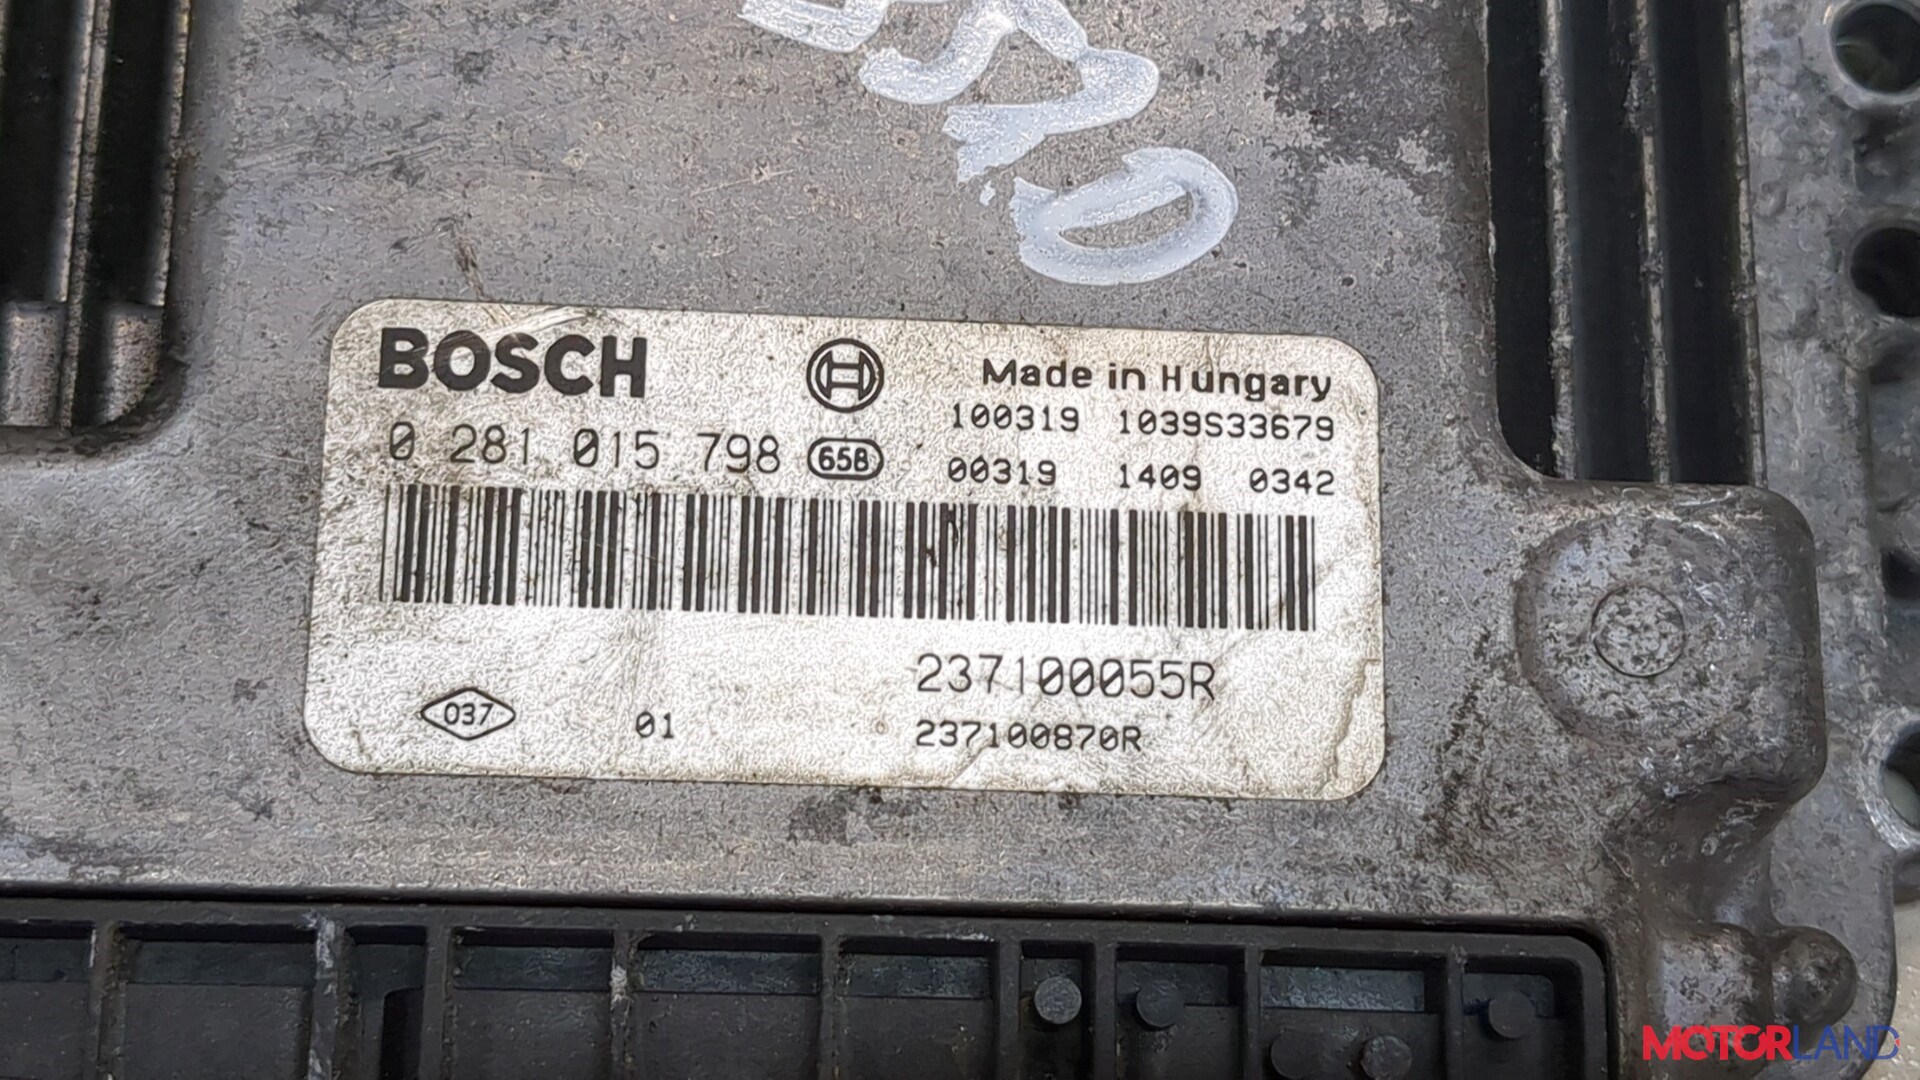 BOSCH
Made in Hungary
100319 1039S33679
0 281 015 798 658
00319 1409 0342
237100055R
037 01 237100870R
MOTORLAND